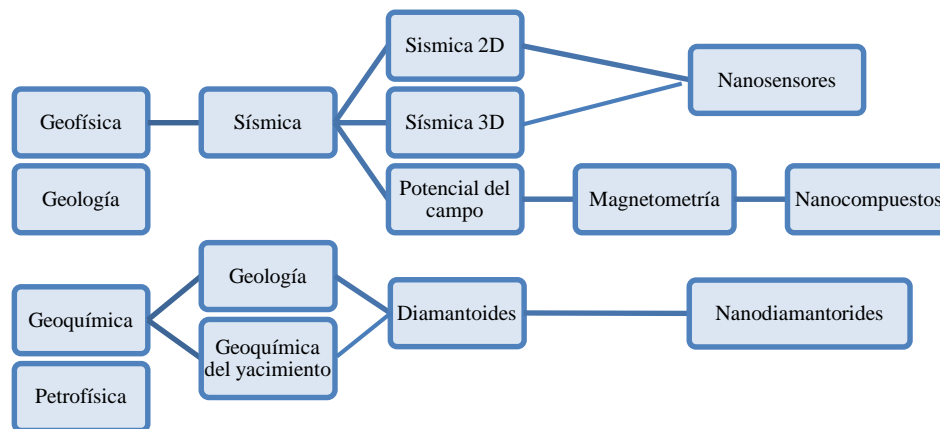 Sismica 2D
Nanosensores
Geofísica
Sísmica
Sísmica 3D
Geología
Potencial del
campo
Magnetometría
Nanocompuestos
Geología
Geoquímica
Diamantoides
Nanodiamantorides
Geoquímica
del yacimiento
Petrofísica